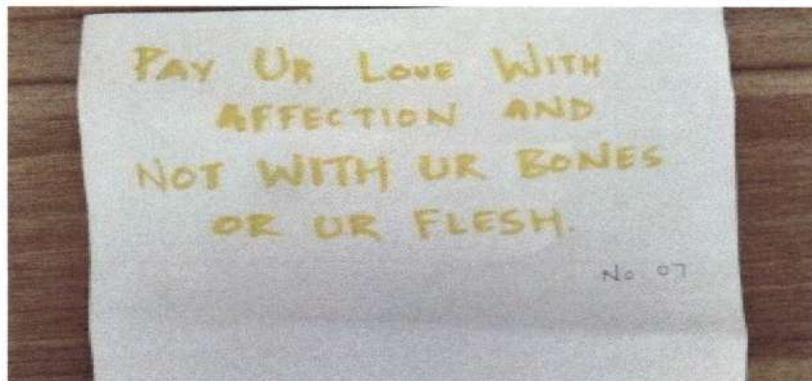 PAY UR LOVE WITH
AFFECTION AND
NOT WITH UR BONES
OR UR FLESH.
No 07